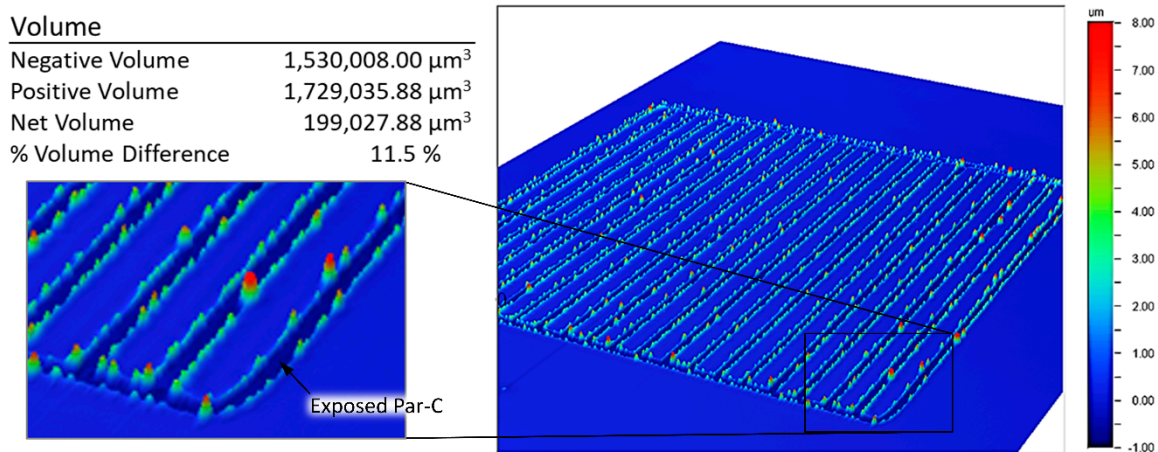 Volume
Negative Volume 1,530,008.00 µm³
Positive Volume 1,729,035.88 µm³
Net Volume 199,027.88 µm³
% Volume Difference 11.5 %
Exposed Par-C
um
8.00
7.00
6.00
5.00
4.00
3.00
2.00
1.00
0.00
-1.00